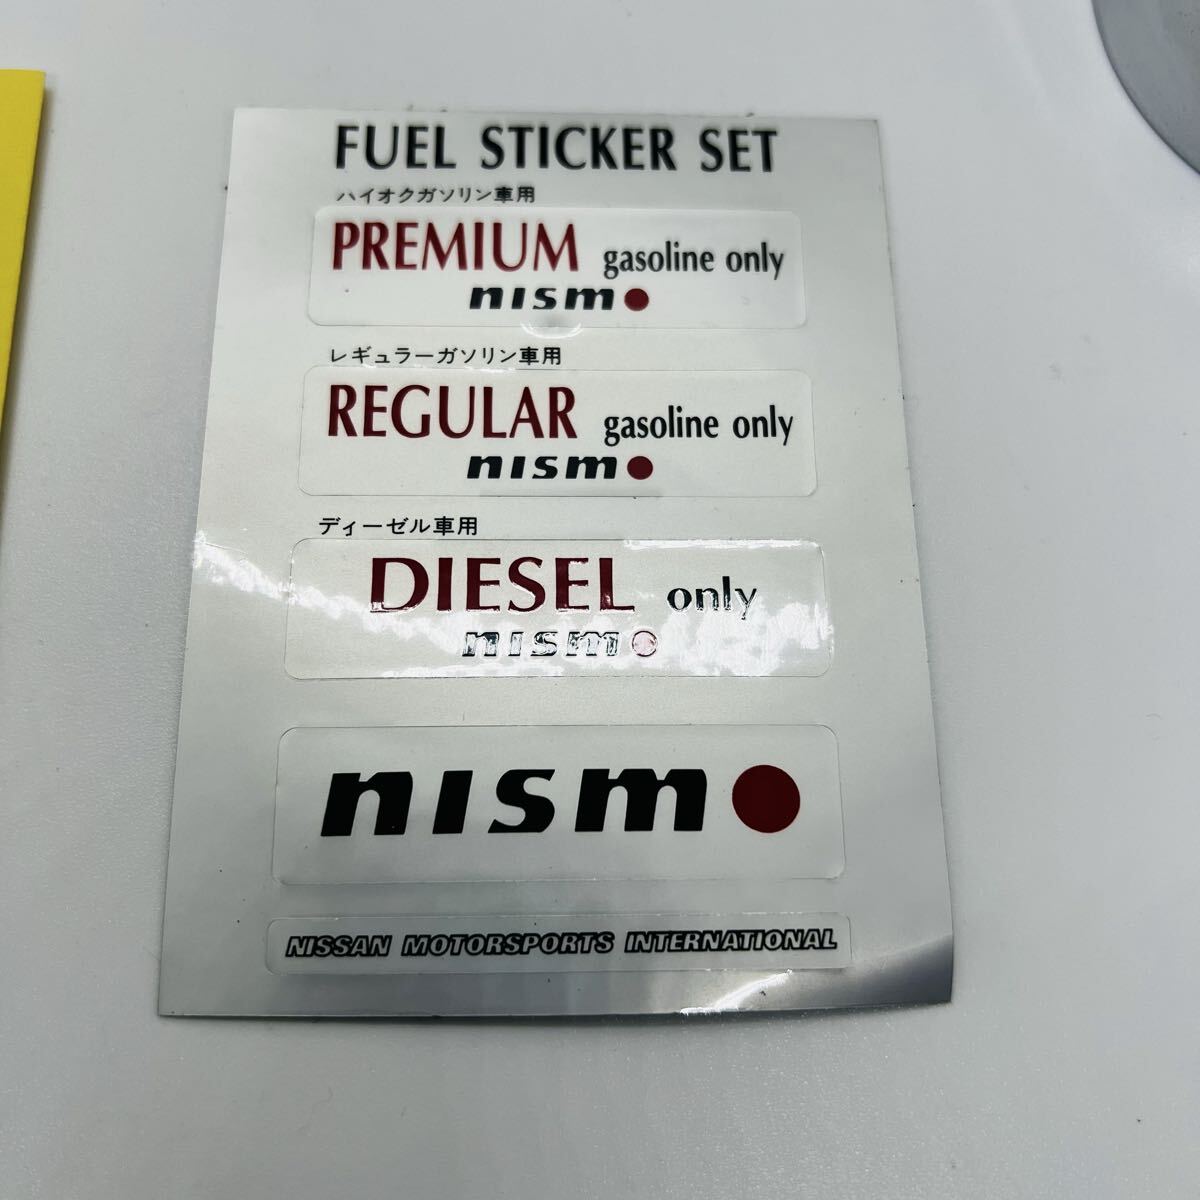 FUEL STICKER SET
ハイオクガソリン車用
PREMIUM gasoline only
nismo
レギュラーガソリン車用
REGULAR gasoline only
nismo
ディーゼル車用
DIESEL only
nismo
nismo
NISSAN MOTORSPORTS INTERNATIONAL